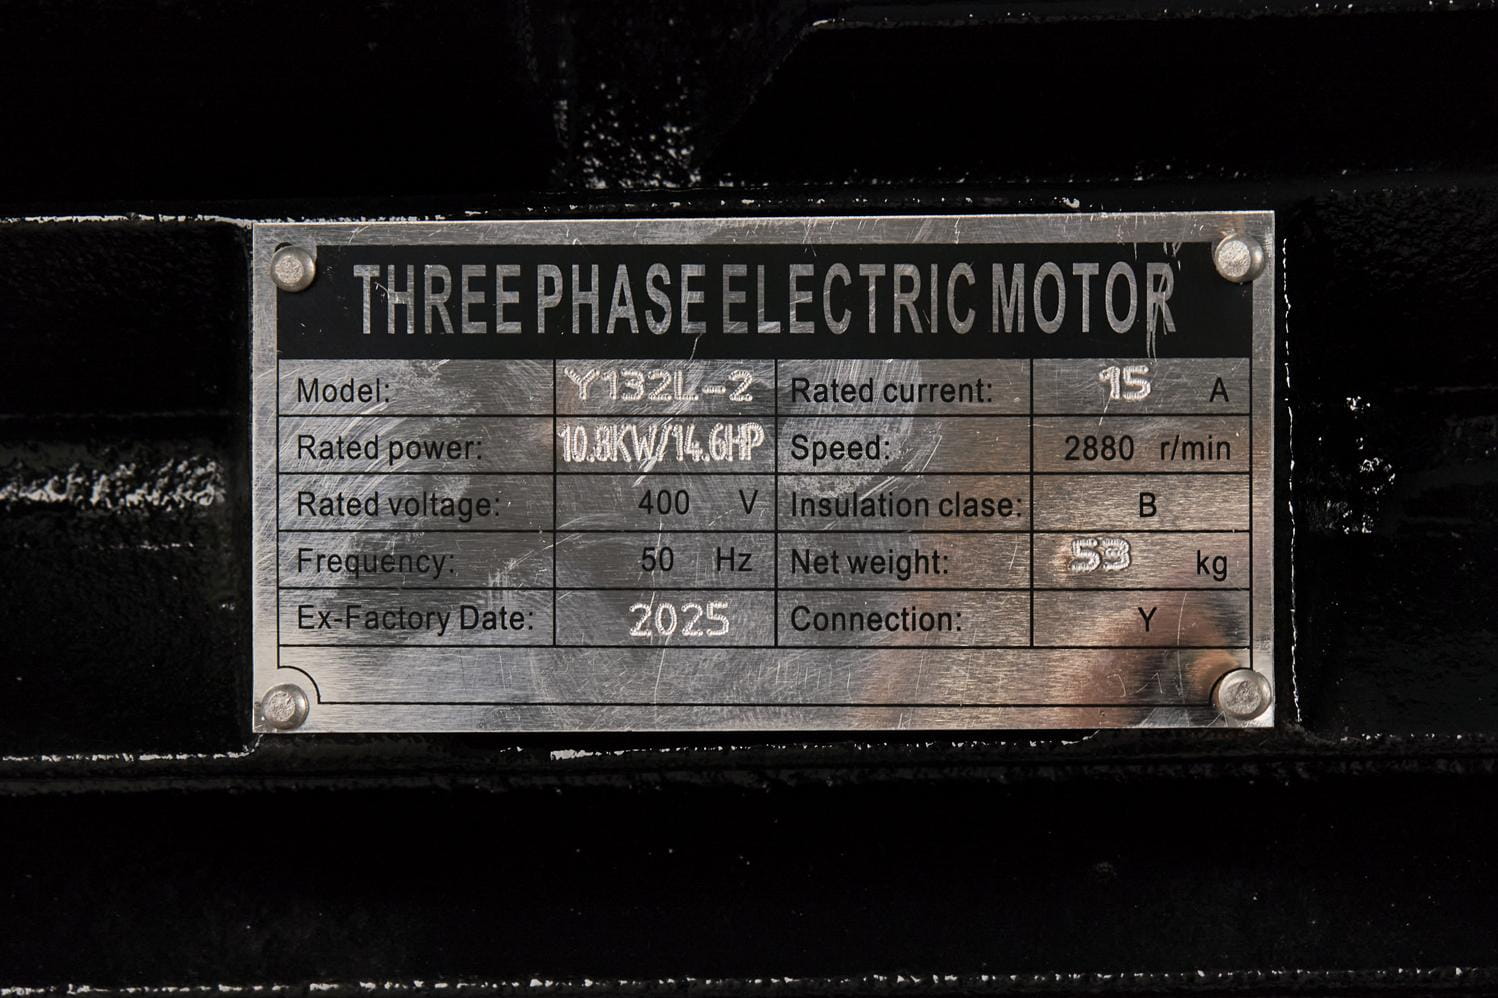 THREE PHASE ELECTRIC MOTOR
Model: Y132L-2 Rated current: 15 A
Rated power: 10.8KW/14.6HP Speed: 2880 r/min
Rated voltage: 400 V Insulation clase: B
Frequency: 50 Hz Net weight: 53 kg
Ex-Factory Date: 2025 Connection: Y